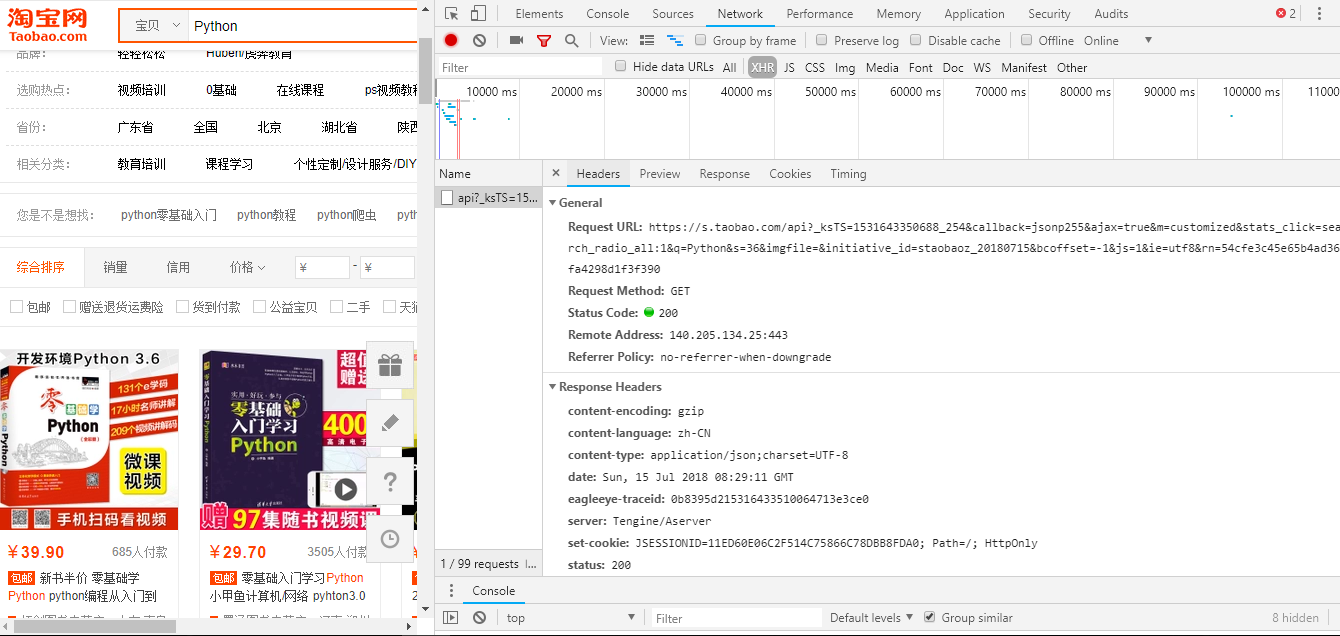 淘宝网
Taobao.com
宝贝
Python
品牌：
轻轻松松
Huben/虎奔教育
选购热点：
视频培训
0基础
在线课程
ps视频教
省份：
广东省
全国
北京
湖北省
陕西
相关分类：
教育培训
课程学习
个性定制/设计服务/DIY
您是不是想找：
python零基础入门
python教程
python爬虫
pyth
综合排序
销量
信用
价格
￥
-
￥
包邮
赠送退货运费险
货到付款
公益宝贝
二手
天猫
开发环境Python 3.6
零基础学
Python
131个e学码
17小时名师讲解
209个视频讲解码
微课
视频
手机扫码看视频
超值
赠送
实用·好玩·参与
零基础
入门学习
Python
400
高清电子
赠 97集随书视频课
￥39.90
685人付款
￥29.70
3505人付款
包邮 新书半价 零基础学
Python python编程从入门到
包邮 零基础入门学习Python
小甲鱼计算机/网络 pyhton3.0
Elements
Console
Sources
Network
Performance
Memory
Application
Security
Audits
2
View:
Group by frame
Preserve log
Disable cache
Offline
Online
Filter
Hide data URLs
All
XHR
JS
CSS
Img
Media
Font
Doc
WS
Manifest
Other
10000 ms
20000 ms
30000 ms
40000 ms
50000 ms
60000 ms
70000 ms
80000 ms
90000 ms
100000 ms
11000
Name
Headers
Preview
Response
Cookies
Timing
api?_ksTS=15...
General
Request URL: https://s.taobao.com/api?_ksTS=1531643350688_254&callback=jsonp255&ajax=true&m=customized&stats_click=sea
rch_radio_all:1&q=Python&s=36&imgfile=&initiative_id=staobaoz_20180715&bcoffset=-1&js=1&ie=utf8&rn=54cfe3c45e65b4ad36
fa4298d1f3f390
Request Method: GET
Status Code: 200
Remote Address: 140.205.134.25:443
Referrer Policy: no-referrer-when-downgrade
Response Headers
content-encoding: gzip
content-language: zh-CN
content-type: application/json;charset=UTF-8
date: Sun, 15 Jul 2018 08:29:11 GMT
eagleeye-traceid: 0b8395d21531643351​0064713e3ce0
server: Tengine/Aserver
set-cookie: JSESSIONID=11ED60E06C2F514C75866C78DBB8FDA0; Path=/; HttpOnly
status: 200
1 / 99 requests | ...
Console
top
Filter
Default levels
Group similar
8 hidden